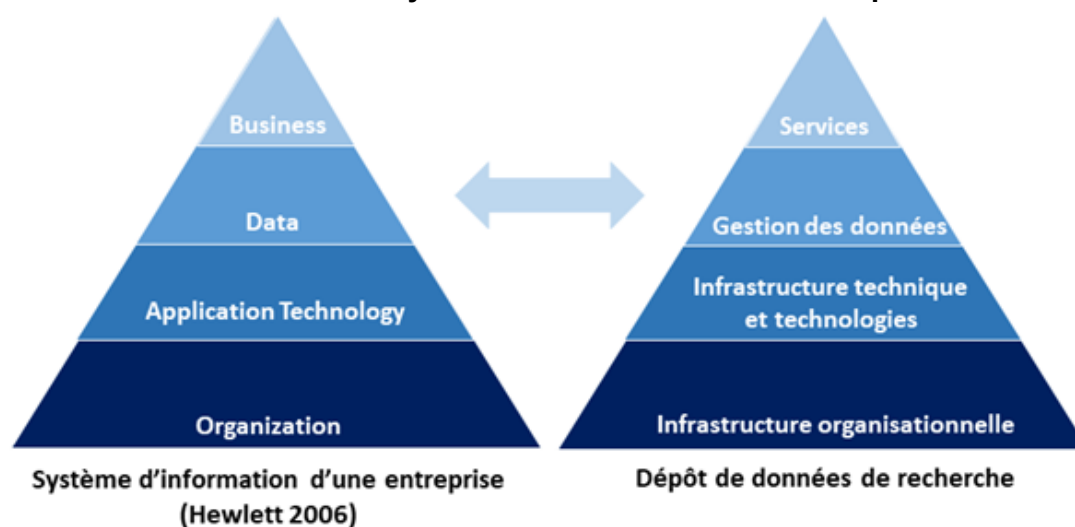 Business
Data
Application Technology
Organization
Système d'information d'une entreprise
(Hewlett 2006)
Services
Gestion des données
Infrastructure technique
et technologies
Infrastructure organisationnelle
Dépôt de données de recherche